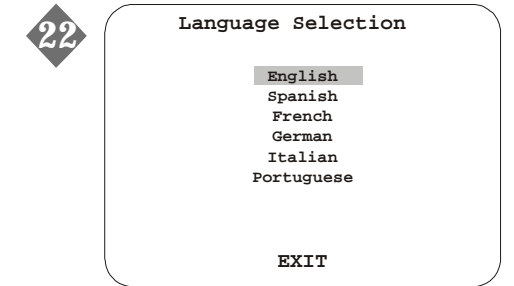 22
Language Selection
English
Spanish
French
German
Italian
Portuguese
EXIT